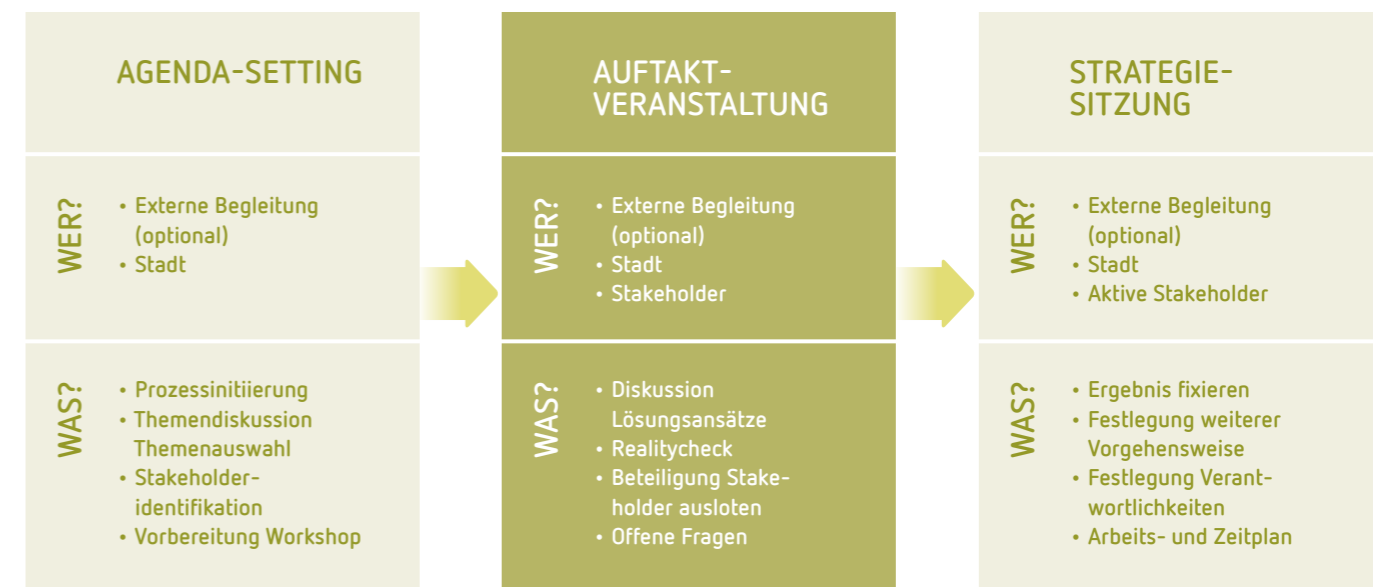 AGENDA-SETTING
WER?
• Externe Begleitung
(optional)
• Stadt
WAS?
• Prozessinitiierung
• Themendiskussion
Themenauswahl
• Stakeholder-
identifikation
• Vorbereitung Workshop
AUFTAKT-
VERANSTALTUNG
WER?
• Externe Begleitung
(optional)
• Stadt
• Stakeholder
WAS?
• Diskussion
Lösungsansätze
• Realitycheck
• Beteiligung Stake-
holder ausloten
• Offene Fragen
STRATEGIE-
SITZUNG
WER?
• Externe Begleitung
(optional)
• Stadt
• Aktive Stakeholder
WAS?
• Ergebnis fixieren
• Festlegung weiterer
Vorgehensweise
• Festlegung Verant-
wortlichkeiten
• Arbeits- und Zeitplan